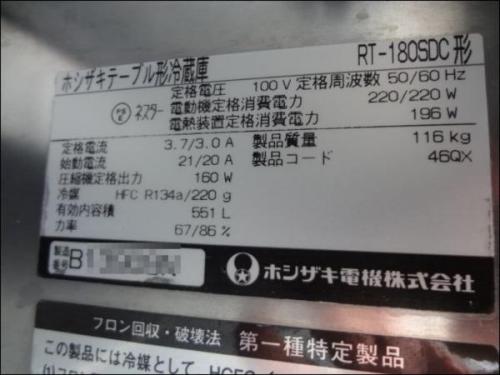 ホシザキテーブル形冷蔵庫 RT-180SDC形
定格電圧 100V 定格周波数 50/60 Hz
ネスター 電動機定格消費電力 220/220 W
電熱装置定格消費電力 196 W
定格電流 3.7/3.0 A 製品質量 116 kg
始動電流 21/20 A 製品コード 46QX
圧縮機定格出力 160 W
冷媒 HFC R134a/220 g
有効内容積 551 L
力率 67/86 %
製造番号 B
ホシザキ電機株式会社
フロン回収・破壊法 第一種特定製品
この製品には冷媒として、HCFC